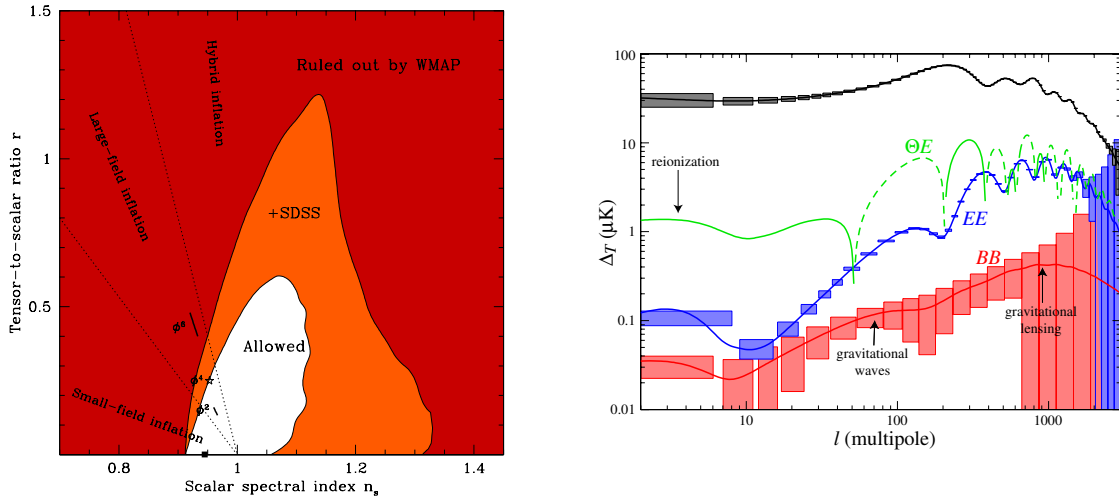 1.5
1
0.5
0.8
1
1.2
1.4
Tensor-to-scalar ratio r
Scalar spectral index nₛ
Ruled out by WMAP
Hybrid inflation
Large-field inflation
Small-field inflation
+SDSS
Allowed
ϕ⁶
ϕ⁴
ϕ²
100
10
1
0.1
0.01
10
100
1000
Δ_T (μK)
l (multipole)
reionization
ΘE
EE
BB
gravitational
waves
gravitational
lensing